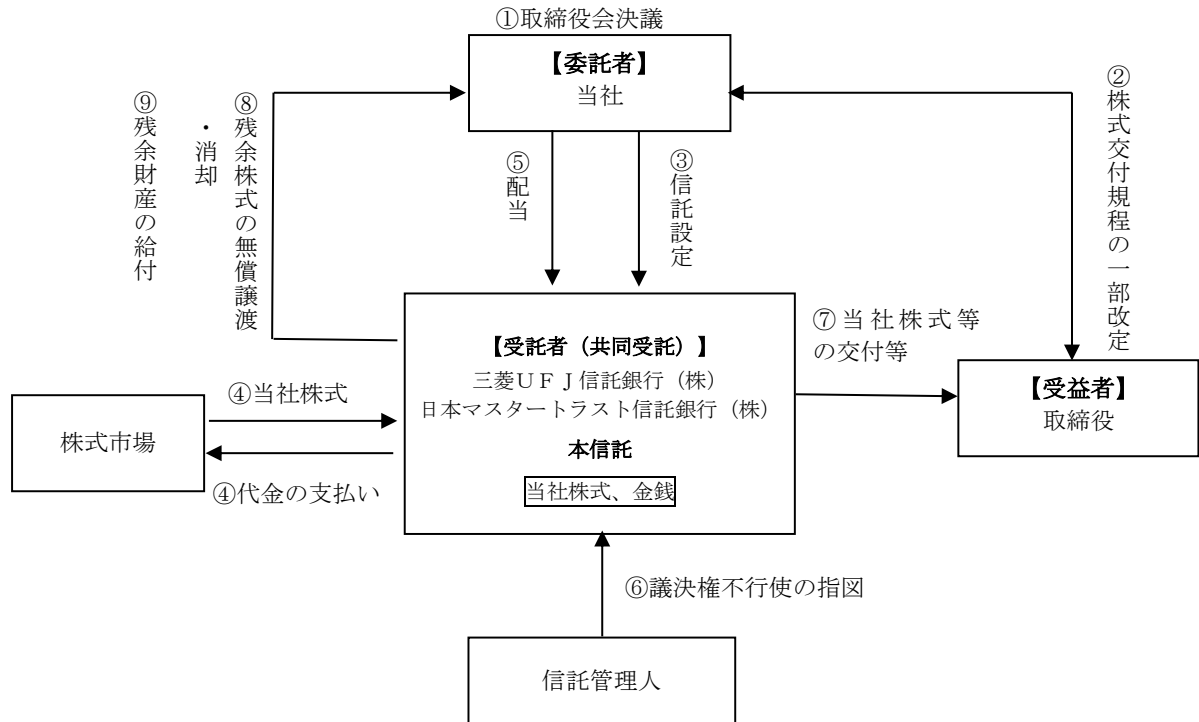 ①取締役会決議
【委託者】
当社
⑨残余財産の給付
⑧残余株式の無償譲渡
・消却
⑤配当
③信託設定
②株式交付規程の一部改定
【受託者（共同受託）】
三菱ＵＦＪ信託銀行（株）
日本マスタートラスト信託銀行（株）
本信託
当社株式、金銭
⑦当社株式等
の交付等
【受益者】
取締役
④当社株式
株式市場
④代金の支払い
⑥議決権不行使の指図
信託管理人